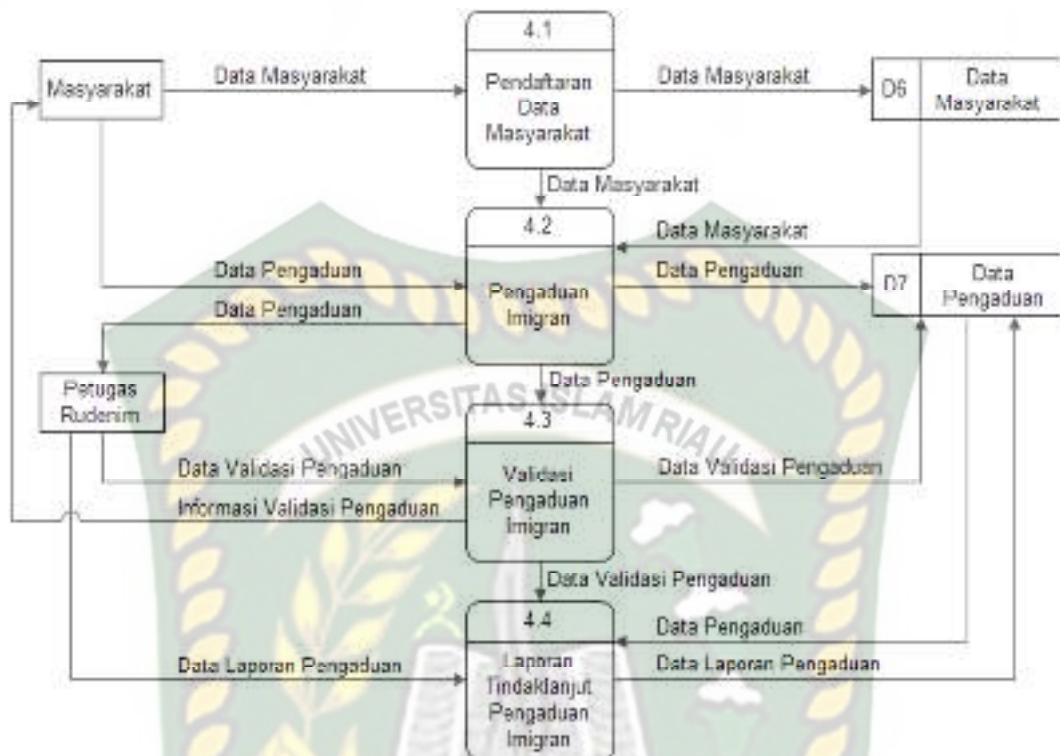 4.1
Masyarakat
Data Masyarakat
Pendaftaran
Data
Masyarakat
Data Masyarakat
D6
Data
Masyarakat
Data Masyarakat
4.2
Data Masyarakat
Data Pengaduan
Pengaduan
Imigran
Data Pengaduan
D7
Data
Pengaduan
Data Pengaduan
Petugas
Rudenim
Data Pengaduan
UNIVERSITAS ISLAM RIAU
4.3
Data Validasi Pengaduan
Validasi
Pengaduan
Imigran
Data Validasi Pengaduan
Informasi Validasi Pengaduan
Data Validasi Pengaduan
4.4
Data Pengaduan
Data Laporan Pengaduan
Laporan
Tindaklanjut
Pengaduan
Imigran
Data Laporan Pengaduan